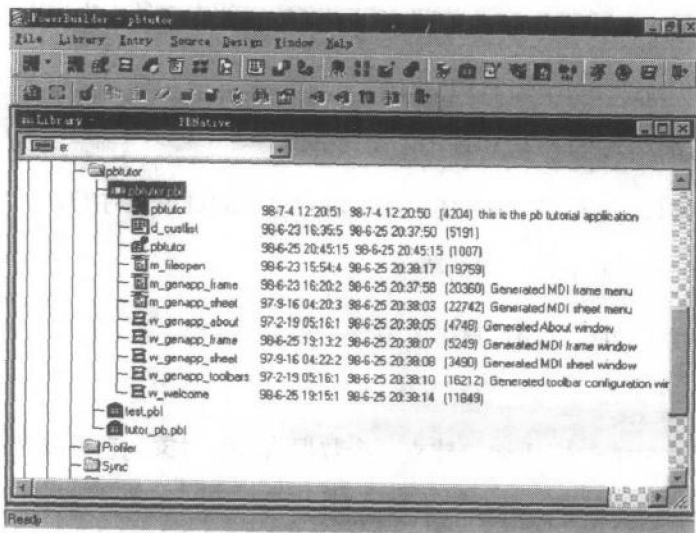 PowerBuilder - pbtutor
File Library Entry Source Design Window Help
Library - PBNative
e:
pbtutor
pbtutor.pbl
pbtutor 98-7-4 12:20:51 98-7-4 12:20:50 (4204) this is the pb tutorial application
d_custlist 98-6-23 16:35:5 98-6-25 20:37:50 (5191)
pbtutor 98-6-25 20:45:15 98-6-25 20:45:15 (1007)
m_fileopen 98-6-23 15:54:4 98-6-25 20:38:17 (19759)
m_genapp_frame 98-6-23 16:20:2 98-6-25 20:37:58 (20360) Generated MDI frame menu
m_genapp_sheet 97-9-16 04:20:3 98-6-25 20:38:03 (22742) Generated MDI sheet menu
w_genapp_about 97-2-19 05:16:1 98-6-25 20:38:05 (4748) Generated About window
w_genapp_frame 98-6-25 19:13:2 98-6-25 20:38:07 (5249) Generated MDI frame window
w_genapp_sheet 97-9-16 04:22:2 98-6-25 20:38:08 (3490) Generated MDI sheet window
w_genapp_toolbars 97-2-19 05:16:1 98-6-25 20:38:10 (16212) Generated toolbar configuration win
w_welcome 98-6-25 19:15:1 98-6-25 20:38:14 (11849)
test.pbl
tutor_pb.pbl
Profiler
Sync
Ready